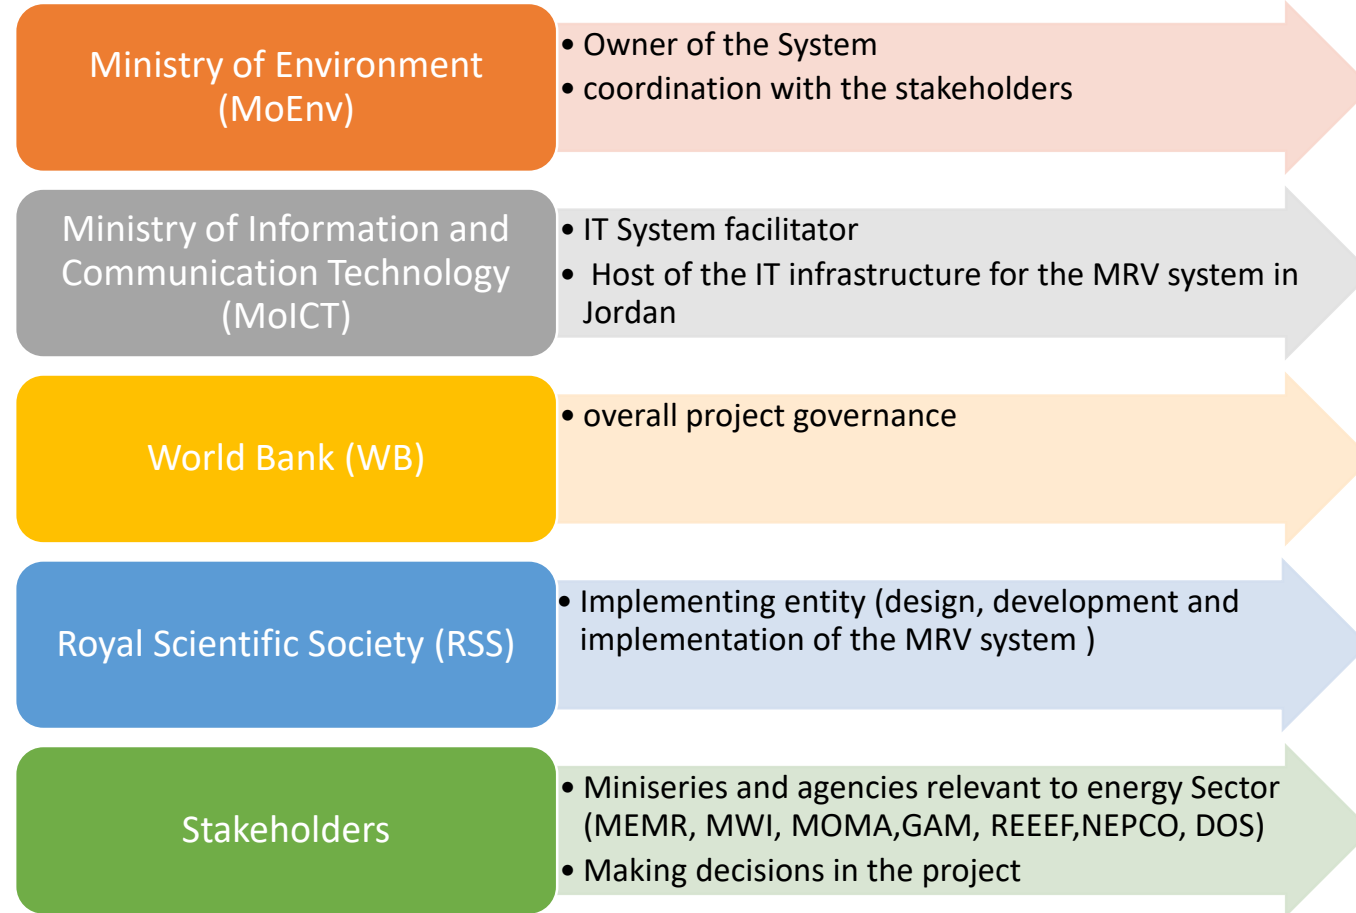 Ministry of Environment
(MoEnv)
• Owner of the System
• coordination with the stakeholders
Ministry of Information and
Communication Technology
(MoICT)
• IT System facilitator
• Host of the IT infrastructure for the MRV system in
Jordan
World Bank (WB)
• overall project governance
Royal Scientific Society (RSS)
• Implementing entity (design, development and
implementation of the MRV system )
Stakeholders
• Miniseries and agencies relevant to energy Sector
(MEMR, MWI, MOMA,GAM, REEEF,NEPCO, DOS)
• Making decisions in the project